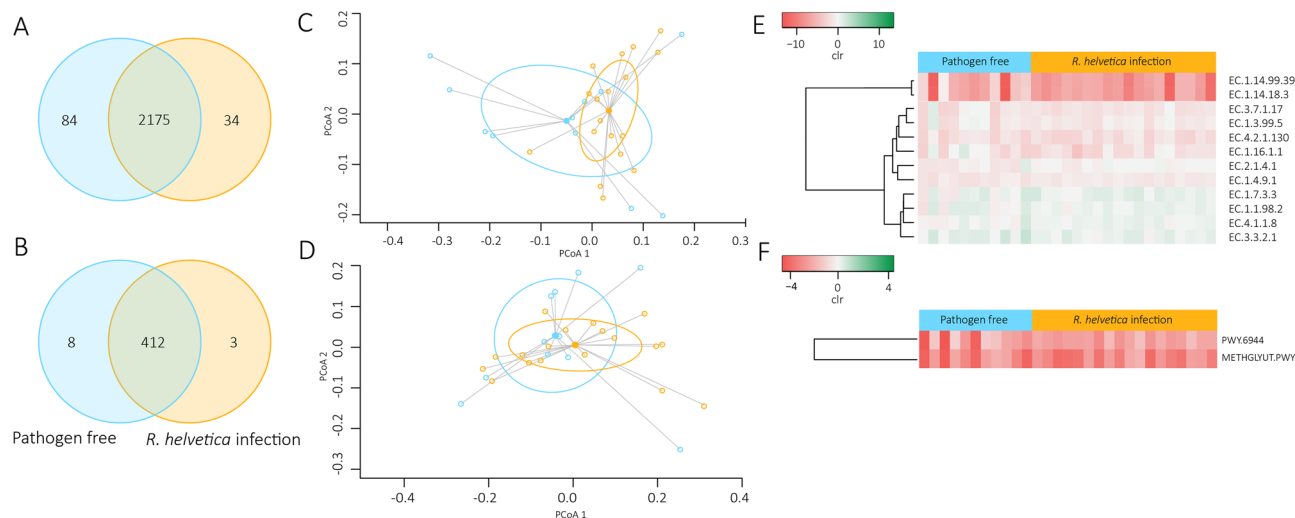 A
84
2175
34
B
8
412
3
Pathogen free
R. helvetica infection
C
0.2
0.1
0.0
-0.1
-0.2
PCoA 2
-0.4
-0.3
-0.2
-0.1
0.0
0.1
0.2
0.3
PCoA 1
D
0.2
0.1
0.0
-0.1
-0.2
-0.3
PCoA 2
-0.4
-0.2
0.0
0.2
0.4
PCoA 1
E
−10
0
10
clr
Pathogen free
R. helvetica infection
EC.1.14.99.39
EC.1.14.18.3
EC.3.7.1.17
EC.1.3.99.5
EC.4.2.1.130
EC.1.16.1.1
EC.2.1.4.1
EC.1.4.9.1
EC.1.7.3.3
EC.1.1.98.2
EC.4.1.1.8
EC.3.3.2.1
F
−4
0
4
clr
Pathogen free
R. helvetica infection
PWY.6944
METHGLYUT.PWY